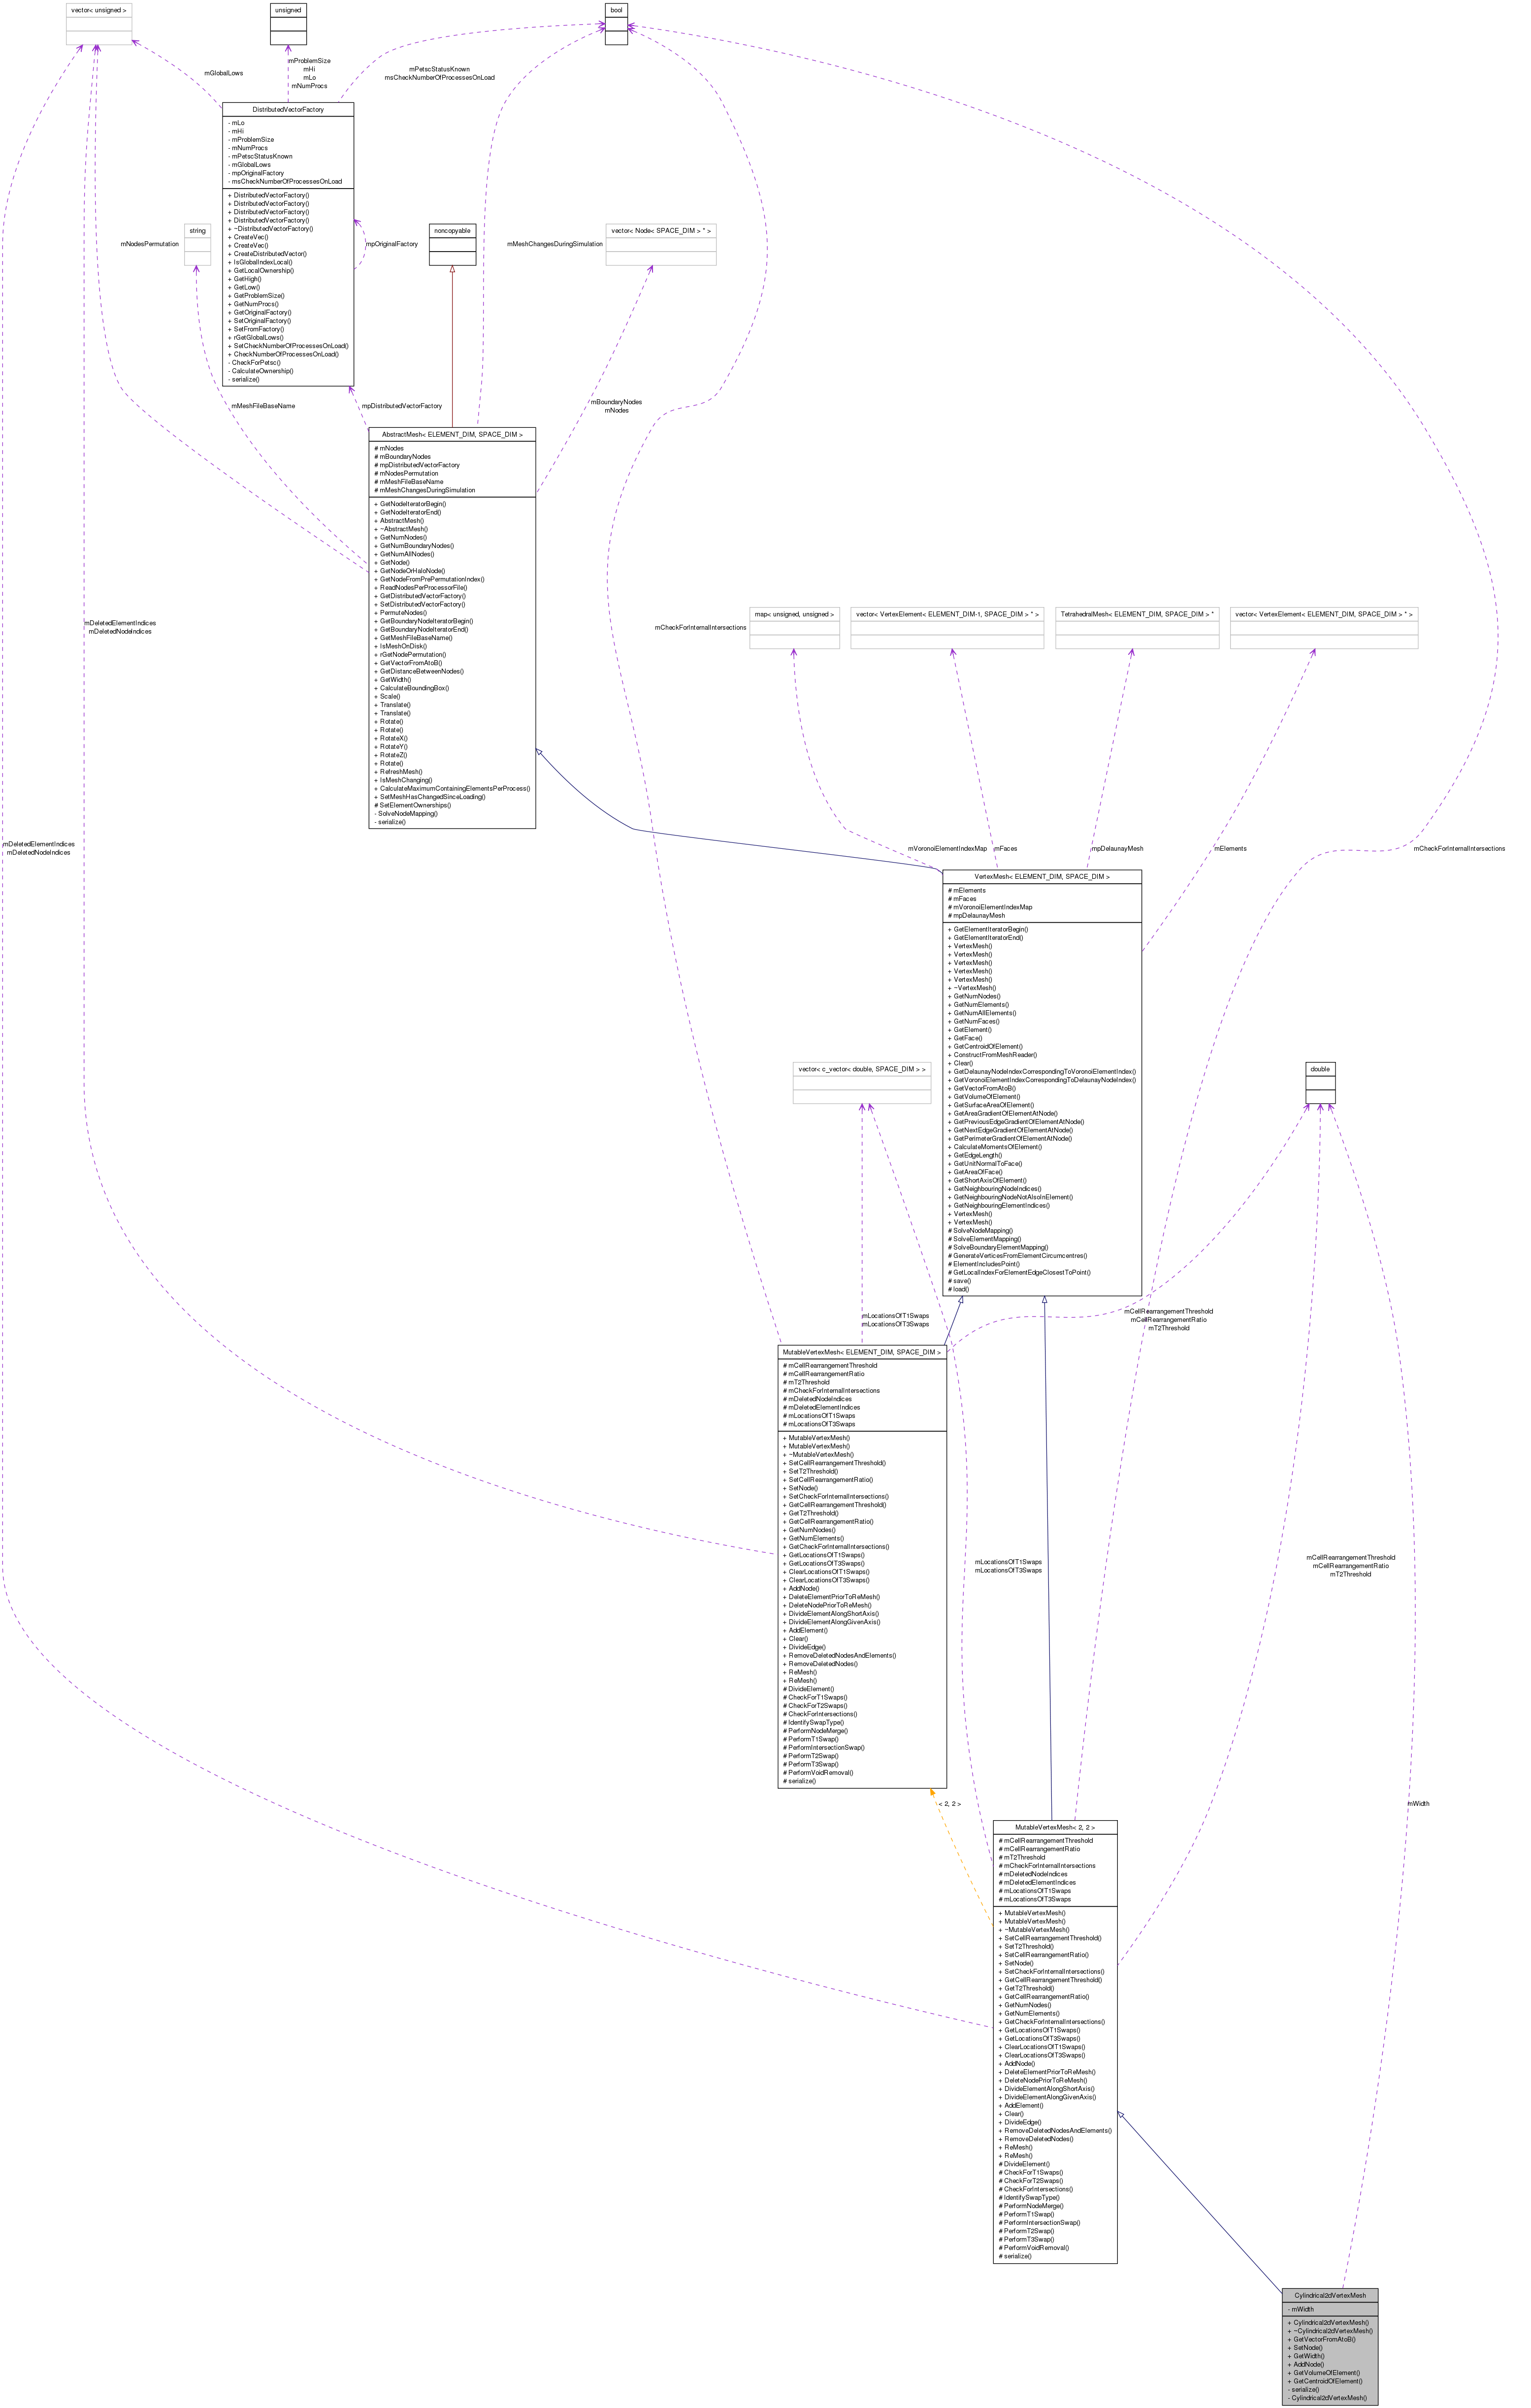 vector< unsigned >
unsigned
bool
mGlobalLows
mProblemSize
mHi
mLo
mNumProcs
mPetscStatusKnown
msCheckNumberOfProcessesOnLoad
DistributedVectorFactory
- mLo
- mHi
- mProblemSize
- mNumProcs
- mPetscStatusKnown
- mGlobalLows
- mpOriginalFactory
- msCheckNumberOfProcessesOnLoad
+ DistributedVectorFactory()
+ DistributedVectorFactory()
+ DistributedVectorFactory()
+ DistributedVectorFactory()
+ ~DistributedVectorFactory()
+ CreateVec()
+ CreateVec()
+ CreateDistributedVector()
+ IsGlobalIndexLocal()
+ GetLocalOwnership()
+ GetHigh()
+ GetLow()
+ GetProblemSize()
+ GetNumProcs()
+ GetOriginalFactory()
+ SetOriginalFactory()
+ SetFromFactory()
+ rGetGlobalLows()
+ SetCheckNumberOfProcessesOnLoad()
+ CheckNumberOfProcessesOnLoad()
- CheckForPetsc()
- CalculateOwnership()
- serialize()
mpOriginalFactory
string
mNodesPermutation
noncopyable
vector< Node< SPACE_DIM > * >
mMeshChangesDuringSimulation
mMeshFileBaseName
mpDistributedVectorFactory
mBoundaryNodes
mNodes
AbstractMesh< ELEMENT_DIM, SPACE_DIM >
# mNodes
# mBoundaryNodes
# mpDistributedVectorFactory
# mNodesPermutation
# mMeshFileBaseName
# mMeshChangesDuringSimulation
+ GetNodeIteratorBegin()
+ GetNodeIteratorEnd()
+ AbstractMesh()
+ ~AbstractMesh()
+ GetNumNodes()
+ GetNumBoundaryNodes()
+ GetNumAllNodes()
+ GetNode()
+ GetNodeOrHaloNode()
+ GetNodeFromPrePermutationIndex()
+ ReadNodesPerProcessorFile()
+ GetDistributedVectorFactory()
+ SetDistributedVectorFactory()
+ PermuteNodes()
+ GetBoundaryNodeIteratorBegin()
+ GetBoundaryNodeIteratorEnd()
+ GetMeshFileBaseName()
+ IsMeshOnDisk()
+ rGetNodePermutation()
+ GetVectorFromAtoB()
+ GetDistanceBetweenNodes()
+ GetWidth()
+ CalculateBoundingBox()
+ Scale()
+ Translate()
+ Translate()
+ Rotate()
+ Rotate()
+ RotateX()
+ RotateY()
+ RotateZ()
+ Rotate()
+ RefreshMesh()
+ IsMeshChanging()
+ CalculateMaximumContainingElementsPerProcess()
+ SetMeshHasChangedSinceLoading()
# SetElementOwnerships()
- SolveNodeMapping()
- serialize()
mDeletedElementIndices
mDeletedNodeIndices
mDeletedElementIndices
mDeletedNodeIndices
map< unsigned, unsigned >
vector< VertexElement< ELEMENT_DIM-1, SPACE_DIM > * >
TetrahedralMesh< ELEMENT_DIM, SPACE_DIM > *
vector< VertexElement< ELEMENT_DIM, SPACE_DIM > * >
mCheckForInternalIntersections
mVoronoiElementIndexMap
mFaces
mpDelaunayMesh
mElements
mCheckForInternalIntersections
VertexMesh< ELEMENT_DIM, SPACE_DIM >
# mElements
# mFaces
# mVoronoiElementIndexMap
# mpDelaunayMesh
+ GetElementIteratorBegin()
+ GetElementIteratorEnd()
+ VertexMesh()
+ VertexMesh()
+ VertexMesh()
+ VertexMesh()
+ VertexMesh()
+ ~VertexMesh()
+ GetNumNodes()
+ GetNumElements()
+ GetNumAllElements()
+ GetNumFaces()
+ GetElement()
+ GetFace()
+ GetCentroidOfElement()
+ ConstructFromMeshReader()
+ Clear()
+ GetDelaunayNodeIndexCorrespondingToVoronoiElementIndex()
+ GetVoronoiElementIndexCorrespondingToDelaunayNodeIndex()
+ GetVectorFromAtoB()
+ GetVolumeOfElement()
+ GetSurfaceAreaOfElement()
+ GetAreaGradientOfElementAtNode()
+ GetPreviousEdgeGradientOfElementAtNode()
+ GetNextEdgeGradientOfElementAtNode()
+ GetPerimeterGradientOfElementAtNode()
+ CalculateMomentsOfElement()
+ GetEdgeLength()
+ GetUnitNormalToFace()
+ GetAreaOfFace()
+ GetShortAxisOfElement()
+ GetNeighbouringNodeIndices()
+ GetNeighbouringNodeNotAlsoInElement()
+ GetNeighbouringElementIndices()
+ VertexMesh()
+ VertexMesh()
# SolveNodeMapping()
# SolveElementMapping()
# SolveBoundaryElementMapping()
# GenerateVerticesFromElementCircumcentres()
# ElementIncludesPoint()
# GetLocalIndexForElementEdgeClosestToPoint()
# save()
# load()
vector< c_vector< double, SPACE_DIM > >
double
mLocationsOfT1Swaps
mLocationsOfT3Swaps
mCellRearrangementThreshold
mCellRearrangementRatio
mT2Threshold
MutableVertexMesh< ELEMENT_DIM, SPACE_DIM >
# mCellRearrangementThreshold
# mCellRearrangementRatio
# mT2Threshold
# mCheckForInternalIntersections
# mDeletedNodeIndices
# mDeletedElementIndices
# mLocationsOfT1Swaps
# mLocationsOfT3Swaps
+ MutableVertexMesh()
+ MutableVertexMesh()
+ ~MutableVertexMesh()
+ SetCellRearrangementThreshold()
+ SetT2Threshold()
+ SetCellRearrangementRatio()
+ SetNode()
+ SetCheckForInternalIntersections()
+ GetCellRearrangementThreshold()
+ GetT2Threshold()
+ GetCellRearrangementRatio()
+ GetNumNodes()
+ GetNumElements()
+ GetCheckForInternalIntersections()
+ GetLocationsOfT1Swaps()
+ GetLocationsOfT3Swaps()
+ ClearLocationsOfT1Swaps()
+ ClearLocationsOfT3Swaps()
+ AddNode()
+ DeleteElementPriorToReMesh()
+ DeleteNodePriorToReMesh()
+ DivideElementAlongShortAxis()
+ DivideElementAlongGivenAxis()
+ AddElement()
+ Clear()
+ DivideEdge()
+ RemoveDeletedNodesAndElements()
+ RemoveDeletedNodes()
+ ReMesh()
+ ReMesh()
# DivideElement()
# CheckForT1Swaps()
# CheckForT2Swaps()
# CheckForIntersections()
# IdentifySwapType()
# PerformNodeMerge()
# PerformT1Swap()
# PerformIntersectionSwap()
# PerformT2Swap()
# PerformT3Swap()
# PerformVoidRemoval()
# serialize()
mLocationsOfT1Swaps
mLocationsOfT3Swaps
mCellRearrangementThreshold
mCellRearrangementRatio
mT2Threshold
< 2, 2 >
mWidth
MutableVertexMesh< 2, 2 >
# mCellRearrangementThreshold
# mCellRearrangementRatio
# mT2Threshold
# mCheckForInternalIntersections
# mDeletedNodeIndices
# mDeletedElementIndices
# mLocationsOfT1Swaps
# mLocationsOfT3Swaps
+ MutableVertexMesh()
+ MutableVertexMesh()
+ ~MutableVertexMesh()
+ SetCellRearrangementThreshold()
+ SetT2Threshold()
+ SetCellRearrangementRatio()
+ SetNode()
+ SetCheckForInternalIntersections()
+ GetCellRearrangementThreshold()
+ GetT2Threshold()
+ GetCellRearrangementRatio()
+ GetNumNodes()
+ GetNumElements()
+ GetCheckForInternalIntersections()
+ GetLocationsOfT1Swaps()
+ GetLocationsOfT3Swaps()
+ ClearLocationsOfT1Swaps()
+ ClearLocationsOfT3Swaps()
+ AddNode()
+ DeleteElementPriorToReMesh()
+ DeleteNodePriorToReMesh()
+ DivideElementAlongShortAxis()
+ DivideElementAlongGivenAxis()
+ AddElement()
+ Clear()
+ DivideEdge()
+ RemoveDeletedNodesAndElements()
+ RemoveDeletedNodes()
+ ReMesh()
+ ReMesh()
# DivideElement()
# CheckForT1Swaps()
# CheckForT2Swaps()
# CheckForIntersections()
# IdentifySwapType()
# PerformNodeMerge()
# PerformT1Swap()
# PerformIntersectionSwap()
# PerformT2Swap()
# PerformT3Swap()
# PerformVoidRemoval()
# serialize()
Cylindrical2dVertexMesh
- mWidth
+ Cylindrical2dVertexMesh()
+ ~Cylindrical2dVertexMesh()
+ GetVectorFromAtoB()
+ SetNode()
+ GetWidth()
+ AddNode()
+ GetVolumeOfElement()
+ GetCentroidOfElement()
- serialize()
- Cylindrical2dVertexMesh()